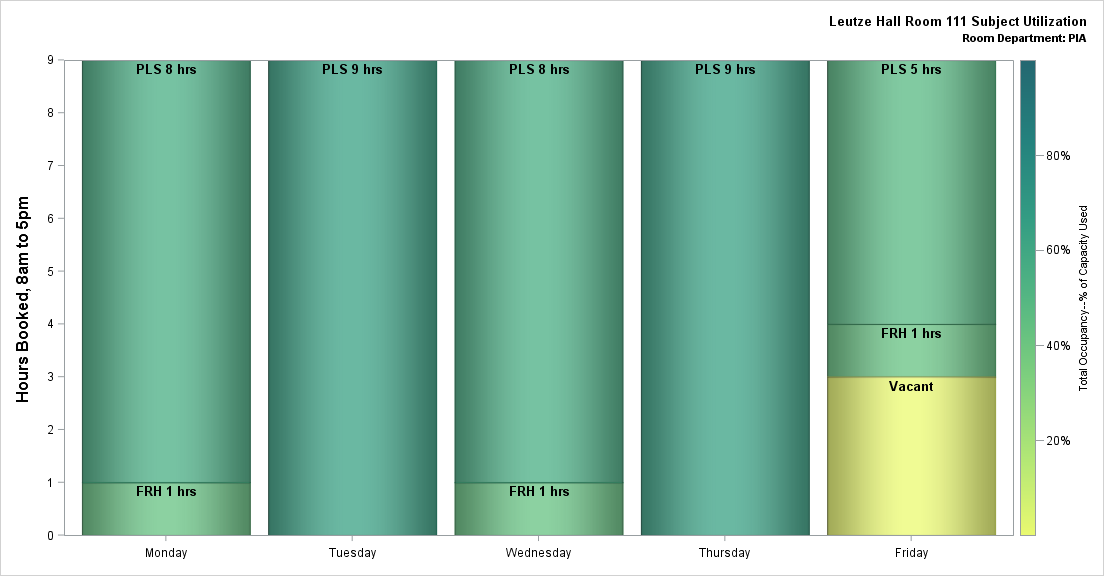 Leutze Hall Room 111 Subject Utilization
Room Department: PIA
Hours Booked, 8am to 5pm
9
8
7
6
5
4
3
2
1
0
PLS 8 hrs
FRH 1 hrs
PLS 9 hrs
PLS 8 hrs
FRH 1 hrs
PLS 9 hrs
PLS 5 hrs
FRH 1 hrs
Vacant
Monday
Tuesday
Wednesday
Thursday
Friday
80%
60%
40%
20%
Total Occupancy--% of Capacity Used